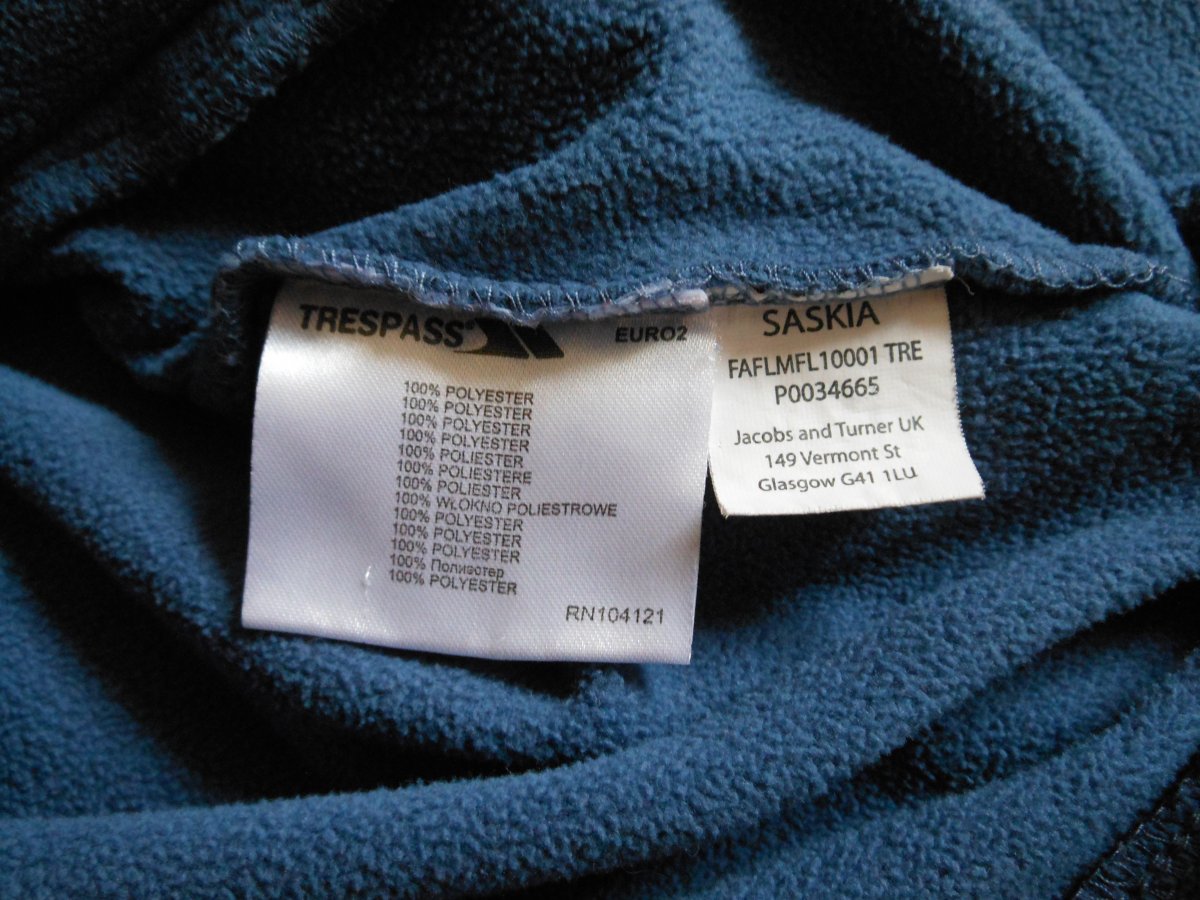 TRESPASS®
EURO2
100% POLYESTER
100% POLYESTER
100% POLYESTER
100% POLYESTER
100% POLIESTER
100% POLIESTERE
100% POLIESTER
100% WŁOKNO POLIESTROWE
100% POLYESTER
100% POLYESTER
100% POLYESTER
100% Полиэстер
100% POLYESTER
RN104121
SASKIA
FAFLMFL10001 TRE
P0034665
Jacobs and Turner UK
149 Vermont St
Glasgow G41 1LU